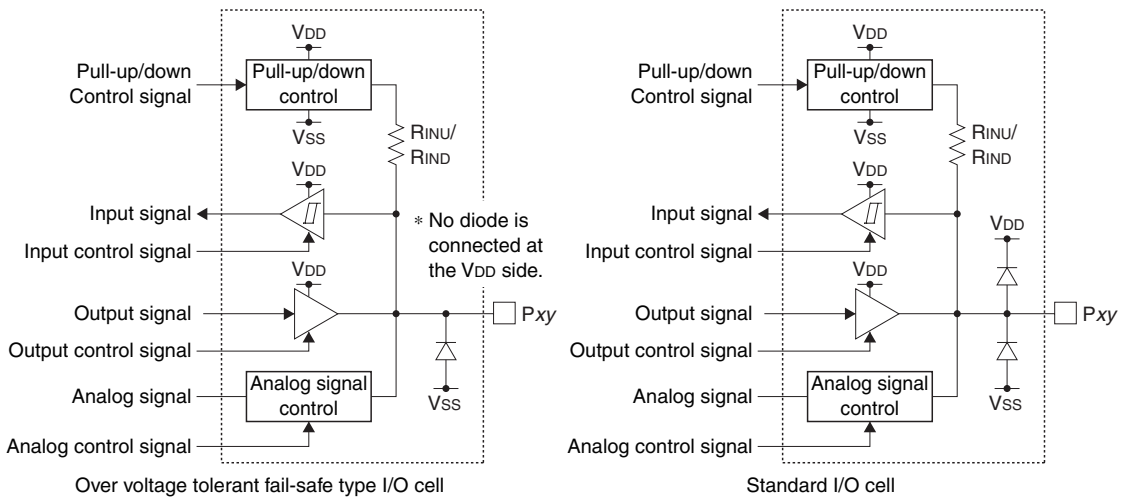 VDD
Pull-up/down
Control signal
Pull-up/down
control
VSS
RINU/
RIND
VDD
Input signal
Input control signal
* No diode is
connected at
the VDD side.
VDD
Output signal
Output control signal
Pxy
Analog signal
Analog signal
control
VSS
Analog control signal
Over voltage tolerant fail-safe type I/O cell
VDD
Pull-up/down
Control signal
Pull-up/down
control
VSS
RINU/
RIND
VDD
Input signal
Input control signal
VDD
VDD
Output signal
Output control signal
Pxy
Analog signal
Analog signal
control
VSS
Analog control signal
Standard I/O cell